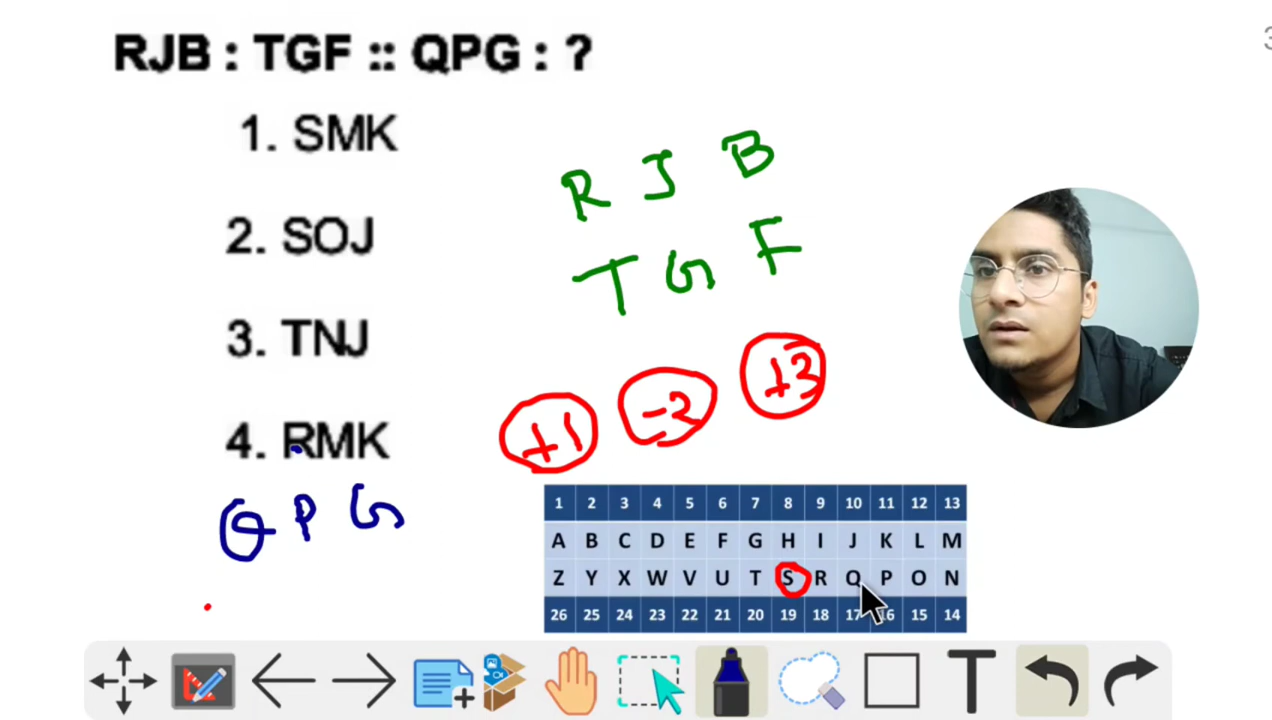 RJB : TGF :: QPG : ?
1. SMK
2. SOJ
3. TNJ
4. RMK
R J B
T G F
+1 -2 +3
Q P G
1 2 3 4 5 6 7 8 9 10 11 12 13
A B C D E F G H I J K L M
Z Y X W V U T S R Q P O N
26 25 24 23 22 21 20 19 18 17 16 15 14
T